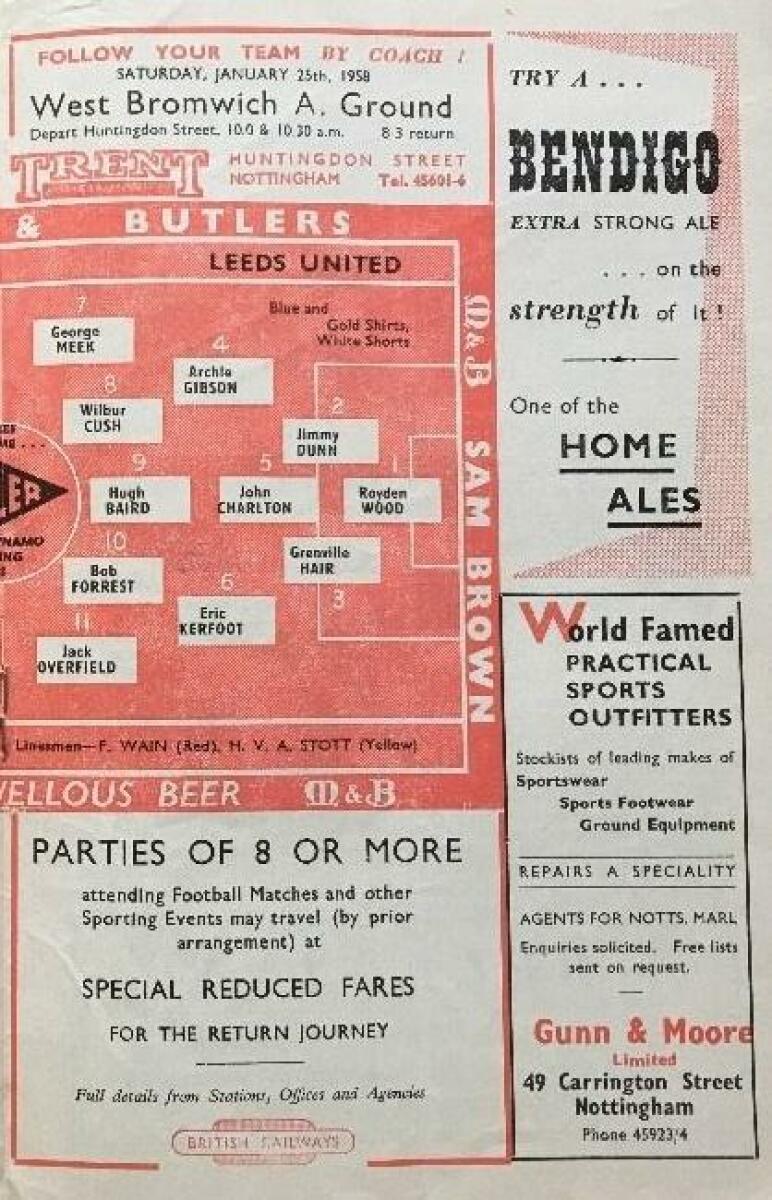 FOLLOW YOUR TEAM BY COACH !
SATURDAY, JANUARY 25th, 1958
West Bromwich A. Ground
Depart Huntingdon Street, 10.0 & 10.30 a.m. 8/3 return
TRENT
HUNTINGDON STREET
NOTTINGHAM Tel. 45601-6
& BUTLERS
LEEDS UNITED
Blue and
Gold Shirts,
White Shorts
7
George
MEEK
4
Archie
GIBSON
8
Wilbur
CUSH
2
Jimmy
DUNN
9
Hugh
BAIRD
5
John
CHARLTON
1
Royden
WOOD
10
Bob
FORREST
Grenville
HAIR
3
6
Eric
KERFOOT
11
Jack
OVERFIELD
Linesmen—F. WAIN (Red), H. V. A. STOTT (Yellow)
M & B SAM BROWN
VELLOUS BEER M & B
PARTIES OF 8 OR MORE
attending Football Matches and other
Sporting Events may travel (by prior
arrangement) at
SPECIAL REDUCED FARES
FOR THE RETURN JOURNEY
Full details from Stations, Offices and Agencies
BRITISH RAILWAYS
TRY A . . .
BENDIGO
EXTRA STRONG ALE
. . . on the
strength of it !
One of the
HOME
ALES
World Famed
PRACTICAL
SPORTS
OUTFITTERS
Stockists of leading makes of
Sportswear
Sports Footwear
Ground Equipment
REPAIRS A SPECIALITY
AGENTS FOR NOTTS. MARL
Enquiries solicited. Free lists
sent on request.
Gunn & Moore
Limited
49 Carrington Street
Nottingham
Phone 45923/4